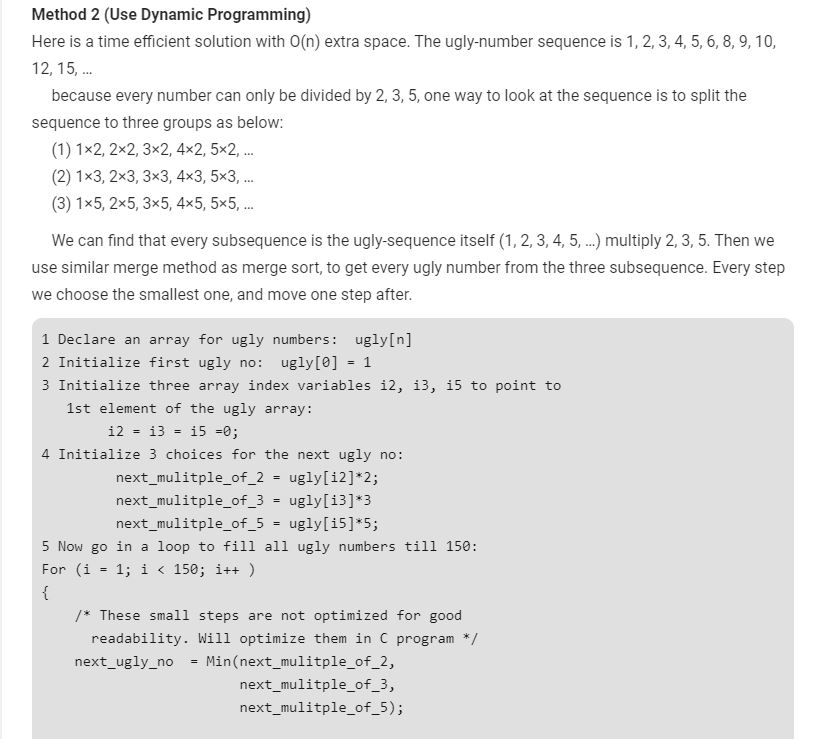 Method 2 (Use Dynamic Programming)
Here is a time efficient solution with O(n) extra space. The ugly-number sequence is 1, 2, 3, 4, 5, 6, 8, 9, 10,
12, 15, …
because every number can only be divided by 2, 3, 5, one way to look at the sequence is to split the
sequence to three groups as below:
(1) 1×2, 2×2, 3×2, 4×2, 5×2, …
(2) 1×3, 2×3, 3×3, 4×3, 5×3, …
(3) 1×5, 2×5, 3×5, 4×5, 5×5, …
We can find that every subsequence is the ugly-sequence itself (1, 2, 3, 4, 5, …) multiply 2, 3, 5. Then we
use similar merge method as merge sort, to get every ugly number from the three subsequence. Every step
we choose the smallest one, and move one step after.
1 Declare an array for ugly numbers:  ugly[n]
2 Initialize first ugly no:  ugly[0] = 1
3 Initialize three array index variables i2, i3, i5 to point to
1st element of the ugly array:
i2 = i3 = i5 =0;
4 Initialize 3 choices for the next ugly no:
next_mulitple_of_2 = ugly[i2]*2;
next_mulitple_of_3 = ugly[i3]*3
next_mulitple_of_5 = ugly[i5]*5;
5 Now go in a loop to fill all ugly numbers till 150:
For (i = 1; i < 150; i++ )
{
/* These small steps are not optimized for good
readability. Will optimize them in C program */
next_ugly_no  = Min(next_mulitple_of_2,
next_mulitple_of_3,
next_mulitple_of_5);